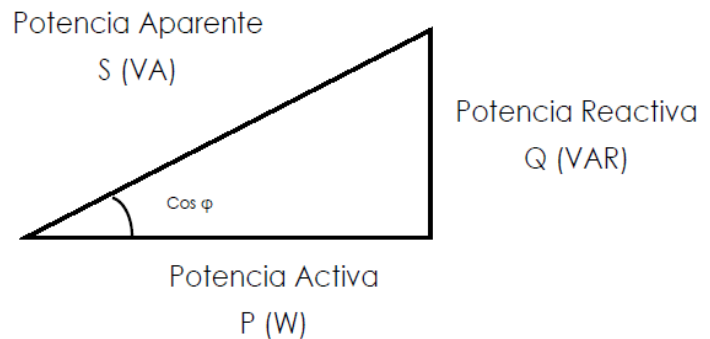 Potencia Aparente
S (VA)
Potencia Reactiva
Q (VAR)
Cos φ
Potencia Activa
P (W)